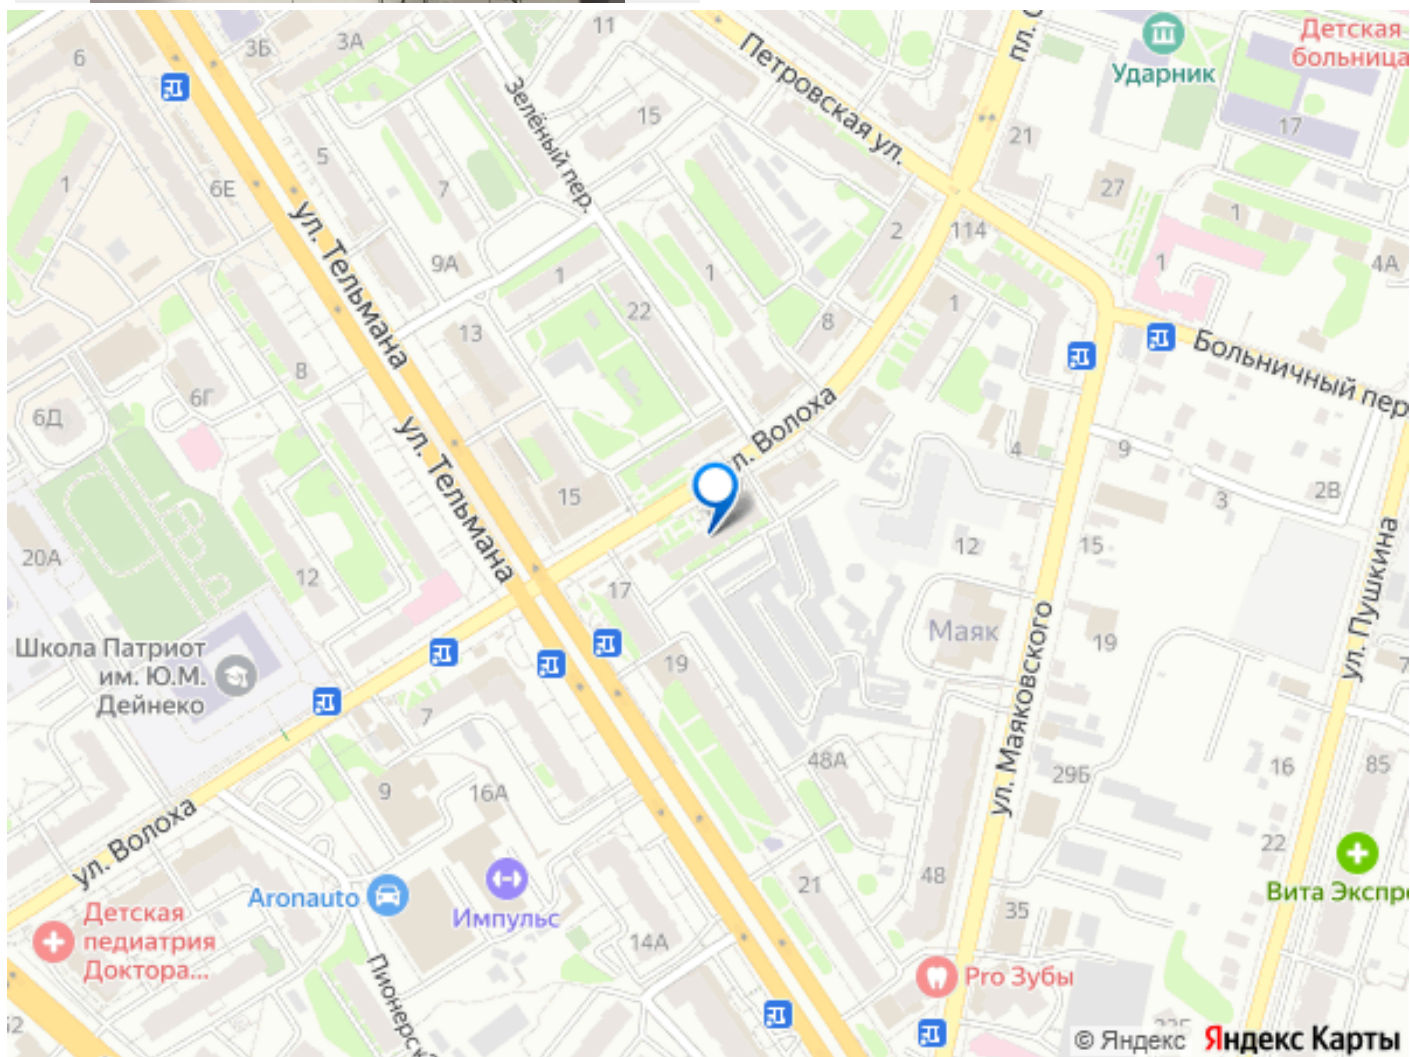 11
3А
3Б
6
Петровская ул.
Ударник
Детская
больница
17
21
15
Зелёный пер.
5
7
6Е
1
27
1
2
114
1
4А
9А
1
1
ул. Тельмана
22
13
8
1
Больничный пер
8
6Г
6Д
ул. Волоха
4
9
3
2В
ул. Тельмана
15
20А
12
17
12
15
ул. Пушкина
Школа Патриот
им. Ю.М.
Дейнеко
19
Маяк
19
7
7
ул. Маяковского
48А
29Б
16
85
9
16А
ул. Волоха
22
Aronauto
Импульс
21
48
35
Вита Экспре
Детская
педиатрия
Доктора...
14А
Pro Зубы
© Яндекс Яндекс Карты